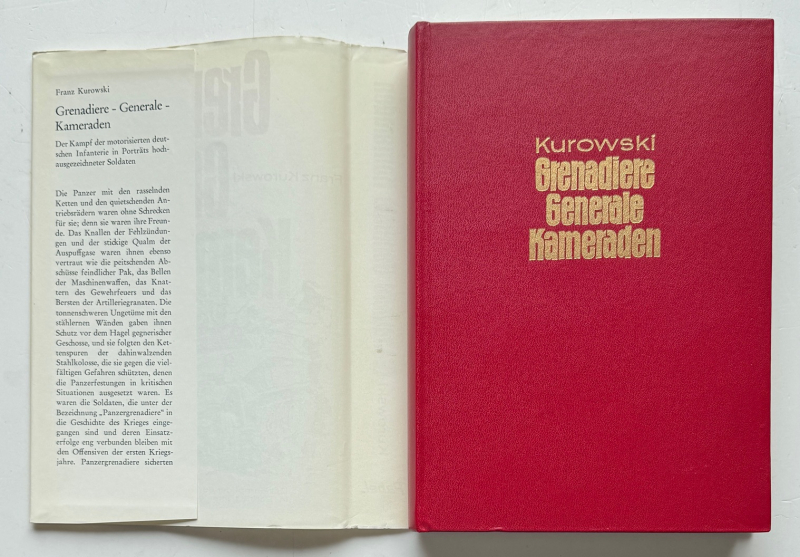 Franz Kurowski
Grenadiere – Generale –
Kameraden
Der Kampf der motorisierten deut-
schen Infanterie in Porträts hoch-
ausgezeichneter Soldaten
Die Panzer mit den rasselnden
Ketten und den quietschenden An-
triebsrädern waren ohne Schrecken
für sie; denn sie waren ihre Freun-
de. Das Knallen der Fehlzündun-
gen und der stickige Qualm der
Auspuffgase waren ihnen ebenso
vertraut wie die peitschenden Ab-
schüsse feindlicher Pak, das Bellen
der Maschinenwaffen, das Knat-
tern des Gewehrfeuers und das
Bersten der Artilleriegranaten. Die
tonnenschweren Ungetüme mit den
stählernen Wänden gaben ihnen
Schutz vor dem Hagel gegnerischer
Geschosse, und sie folgten den Ket-
tenspuren der dahinwalzenden
Stahlkolosse, die sie gegen die viel-
fältigen Gefahren schützten, denen
die Panzerfestungen in kritischen
Situationen ausgesetzt waren. Es
waren die Soldaten, die unter der
Bezeichnung „Panzergrenadiere" in
die Geschichte des Krieges einge-
gangen sind und deren Einsatz-
erfolge eng verbunden bleiben mit
den Offensiven der ersten Kriegs-
jahre. Panzergrenadiere sicherten
Kurowski
Grenadiere
Generale
Kameraden